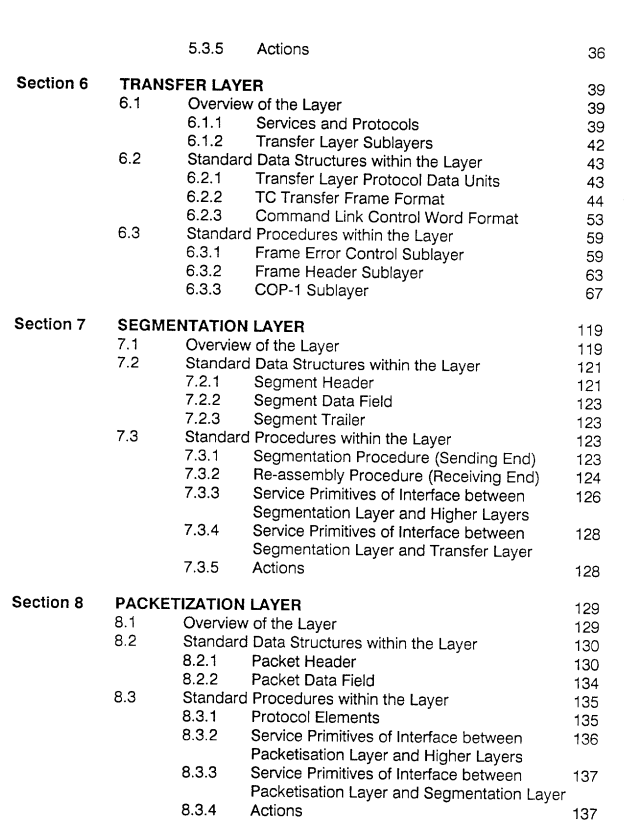 5.3.5 Actions 36
Section 6 TRANSFER LAYER 39
6.1 Overview of the Layer 39
6.1.1 Services and Protocols 39
6.1.2 Transfer Layer Sublayers 42
6.2 Standard Data Structures within the Layer 43
6.2.1 Transfer Layer Protocol Data Units 43
6.2.2 TC Transfer Frame Format 44
6.2.3 Command Link Control Word Format 53
6.3 Standard Procedures within the Layer 59
6.3.1 Frame Error Control Sublayer 59
6.3.2 Frame Header Sublayer 63
6.3.3 COP-1 Sublayer 67
Section 7 SEGMENTATION LAYER 119
7.1 Overview of the Layer 119
7.2 Standard Data Structures within the Layer 121
7.2.1 Segment Header 121
7.2.2 Segment Data Field 123
7.2.3 Segment Trailer 123
7.3 Standard Procedures within the Layer 123
7.3.1 Segmentation Procedure (Sending End) 123
7.3.2 Re-assembly Procedure (Receiving End) 124
7.3.3 Service Primitives of Interface between 126
Segmentation Layer and Higher Layers
7.3.4 Service Primitives of Interface between 128
Segmentation Layer and Transfer Layer
7.3.5 Actions 128
Section 8 PACKETIZATION LAYER 129
8.1 Overview of the Layer 129
8.2 Standard Data Structures within the Layer 130
8.2.1 Packet Header 130
8.2.2 Packet Data Field 134
8.3 Standard Procedures within the Layer 135
8.3.1 Protocol Elements 135
8.3.2 Service Primitives of Interface between 136
Packetisation Layer and Higher Layers
8.3.3 Service Primitives of Interface between 137
Packetisation Layer and Segmentation Layer
8.3.4 Actions 137